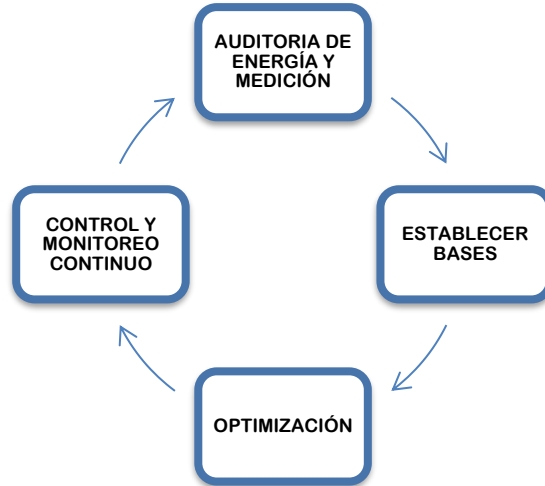 AUDITORIA DE
ENERGÍA Y
MEDICIÓN
CONTROL Y
MONITOREO
CONTINUO
ESTABLECER
BASES
OPTIMIZACIÓN